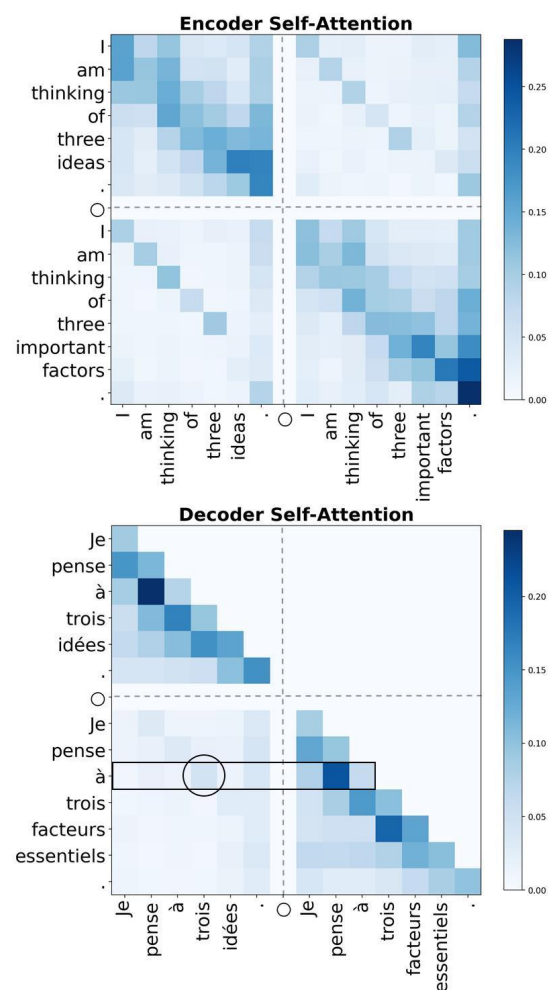 Encoder Self-Attention
I
am
thinking
of
three
ideas
.
○
I
am
thinking
of
three
important
factors
.
I
am
thinking
of
three
ideas
.
○
I
am
thinking
of
three
important
factors
.
0.25
0.20
0.15
0.10
0.05
0.00
Decoder Self-Attention
Je
pense
à
trois
idées
.
○
Je
pense
à
trois
facteurs
essentiels
.
Je
pense
à
trois
idées
.
○
Je
pense
à
trois
facteurs
essentiels
.
0.20
0.15
0.10
0.05
0.00